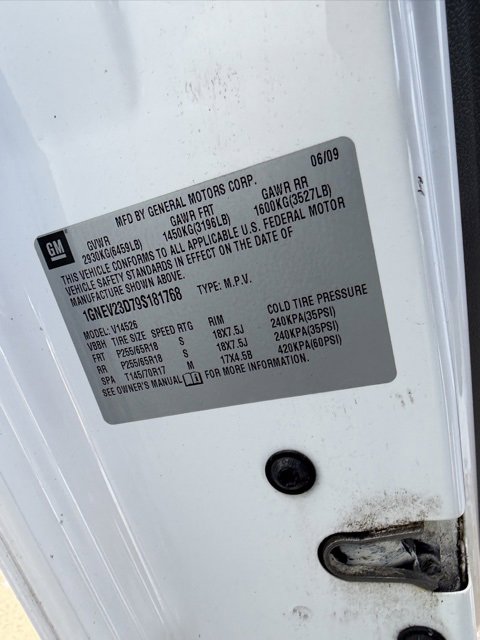 GM
MFD BY GENERAL MOTORS CORP. 06/09
GVWR GAWR FRT GAWR RR
2930KG(6459LB) 1450KG(3196LB) 1600KG(3527LB)
THIS VEHICLE CONFORMS TO ALL APPLICABLE U.S. FEDERAL MOTOR
VEHICLE SAFETY STANDARDS IN EFFECT ON THE DATE OF
MANUFACTURE SHOWN ABOVE.
1GNEV23D79S181768 TYPE: M.P.V.
MODEL: V14526
VBBH TIRE SIZE SPEED RTG RIM COLD TIRE PRESSURE
FRT P255/65R18 S 18X7.5J 240KPA(35PSI)
RR P255/65R18 S 18X7.5J 240KPA(35PSI)
SPA T145/70R17 M 17X4.5B 420KPA(60PSI)
SEE OWNER'S MANUAL FOR MORE INFORMATION.